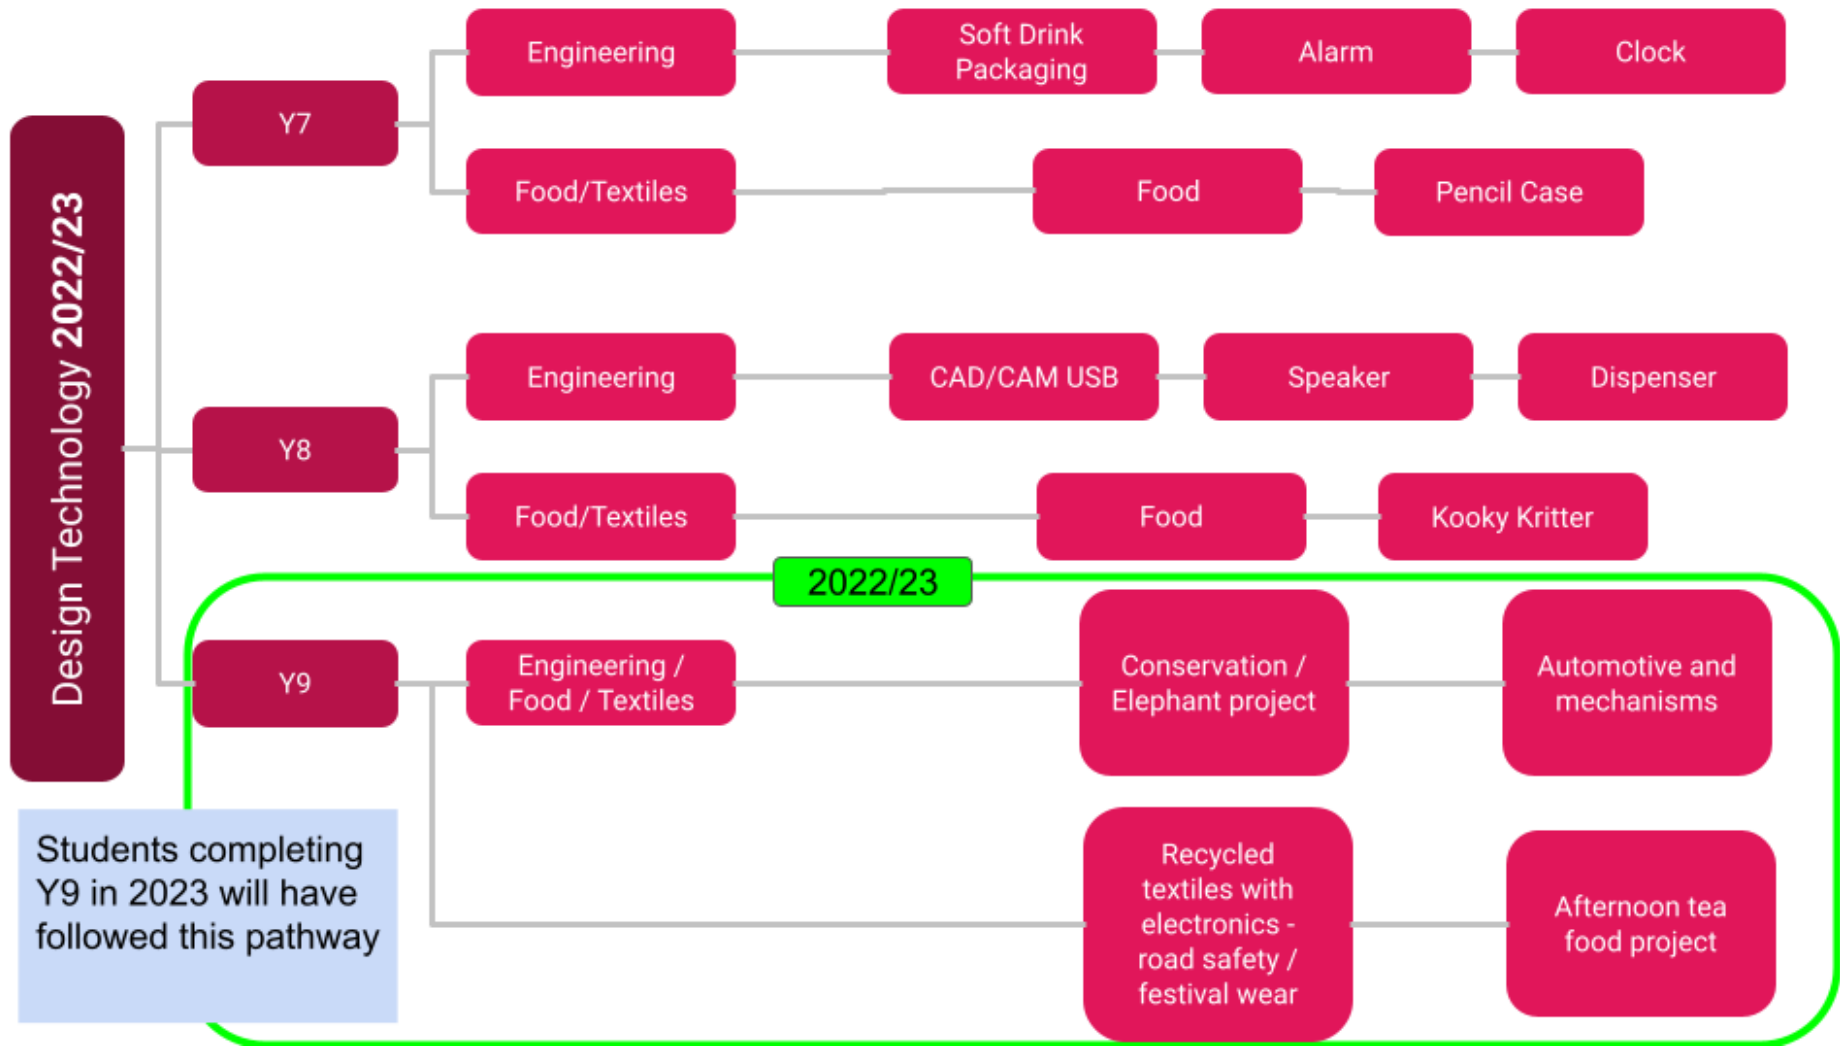 Design Technology 2022/23
Y7
Engineering
Soft Drink
Packaging
Alarm
Clock
Food/Textiles
Food
Pencil Case
Y8
Engineering
CAD/CAM USB
Speaker
Dispenser
Food/Textiles
Food
Kooky Kritter
2022/23
Y9
Engineering /
Food / Textiles
Conservation /
Elephant project
Automotive and
mechanisms
Recycled
textiles with
electronics -
road safety /
festival wear
Afternoon tea
food project
Students completing
Y9 in 2023 will have
followed this pathway